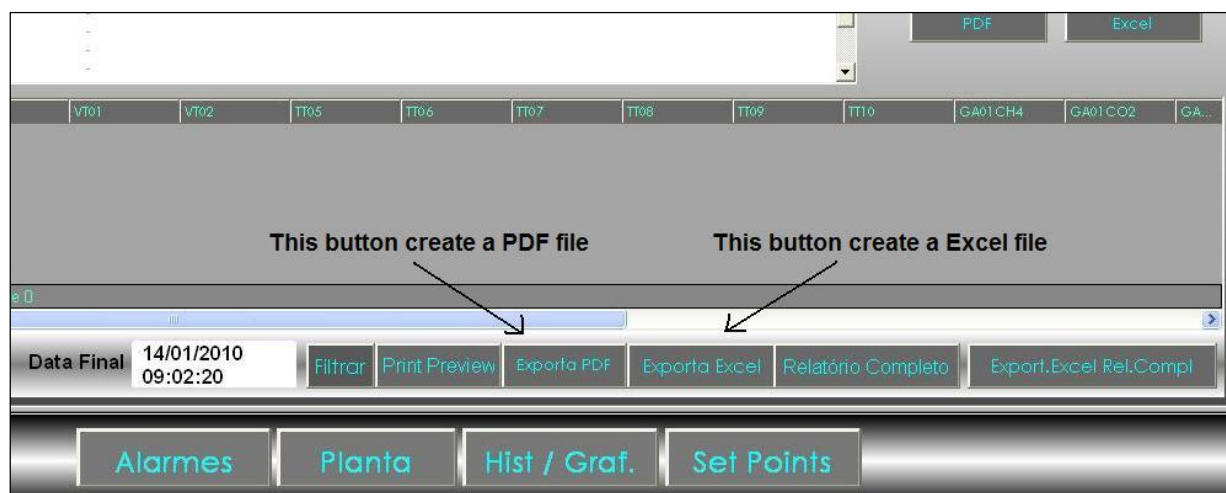 PDF Excel
VT01 VT02 TT05 TT06 TT07 TT08 TT09 TT10 GA01CH4 GA01CO2 GA...
This button create a PDF file This button create a Excel file
e 0
Data Final 14/01/2010 Filtrar Print Preview Exporta PDF Exporta Excel Relatório Completo Export.Excel Rel.Compl
09:02:20
Alarmes Planta Hist / Graf. Set Points